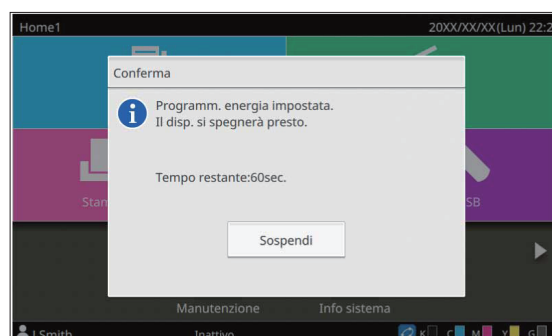 Home1
20XX/XX/XX(Lun) 22:2
Conferma
Programm. energia impostata.
Il disp. si spegnerà presto.
Tempo restante:60sec.
Stam
SB
Sospendi
Manutenzione Info sistema
J.Smith Inattivo K C M Y G